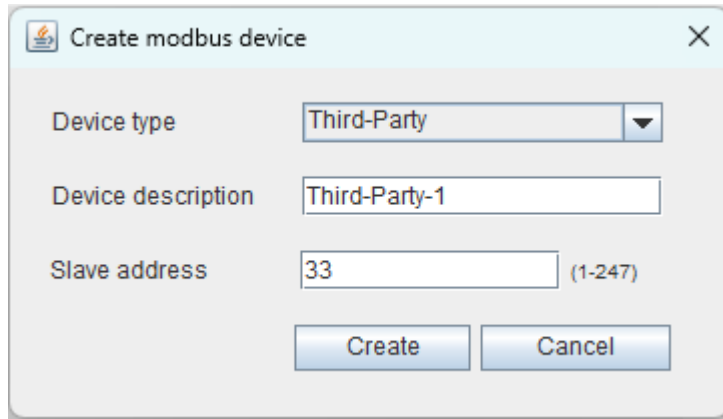 Create modbus device
Device type Third-Party
Device description Third-Party-1
Slave address 33 (1-247)
Create Cancel